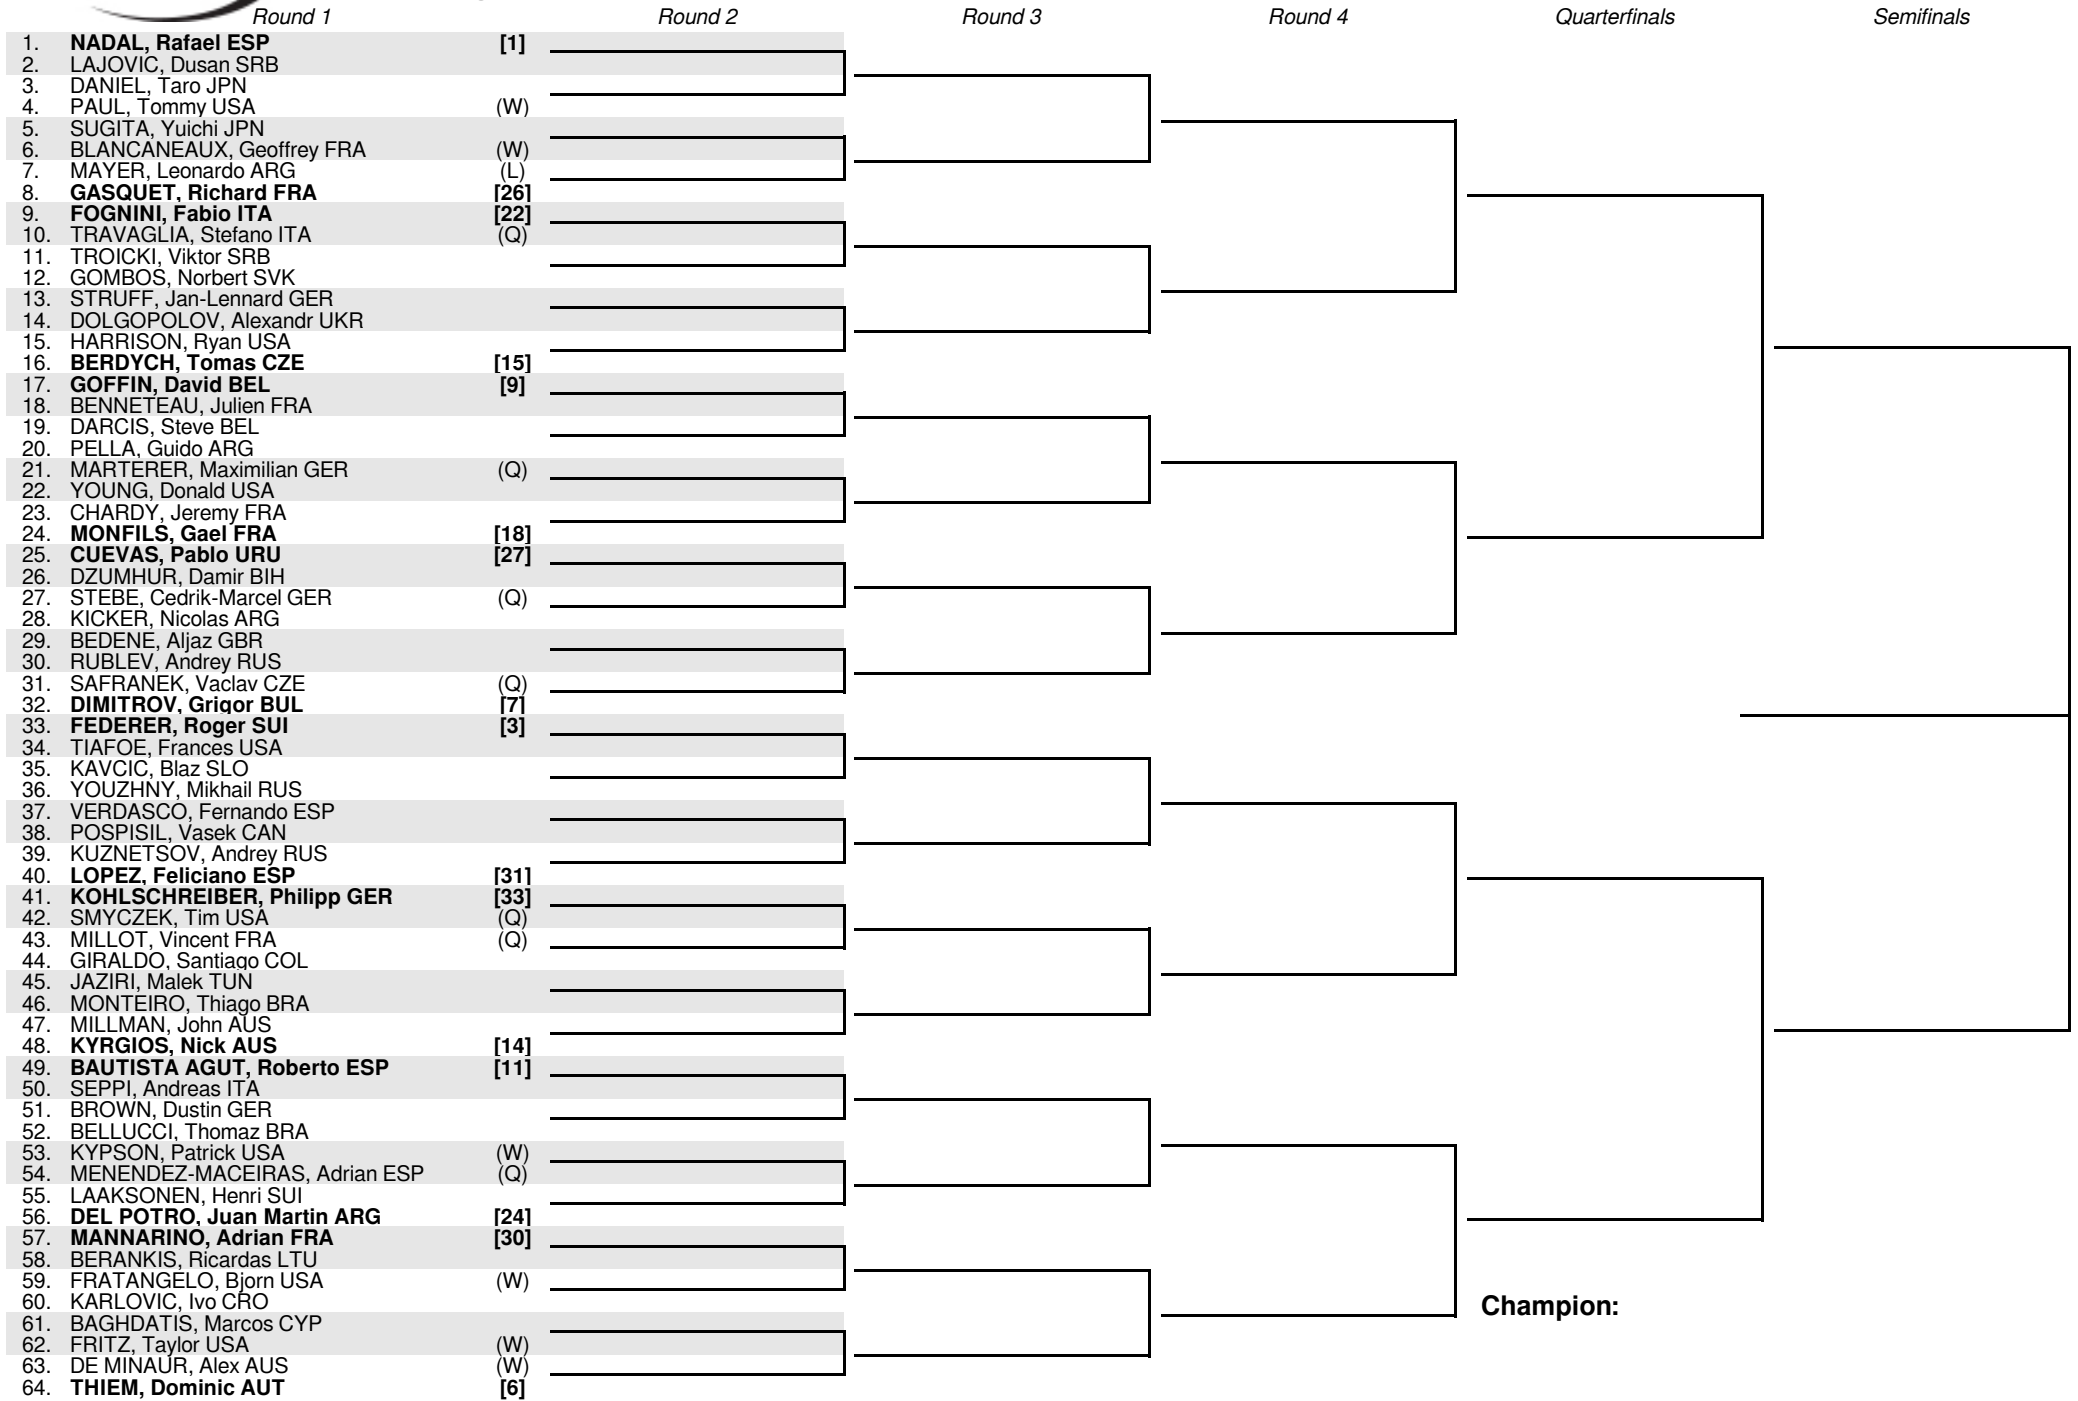 Round 1 Round 2 Round 3 Round 4 Quarterfinals Semifinals
1. NADAL, Rafael ESP [1]
2. LAJOVIC, Dusan SRB
3. DANIEL, Taro JPN
4. PAUL, Tommy USA (W)
5. SUGITA, Yuichi JPN
6. BLANCANEAUX, Geoffrey FRA (W)
7. MAYER, Leonardo ARG (L)
8. GASQUET, Richard FRA [26]
9. FOGNINI, Fabio ITA [22]
10. TRAVAGLIA, Stefano ITA (Q)
11. TROICKI, Viktor SRB
12. GOMBOS, Norbert SVK
13. STRUFF, Jan-Lennard GER
14. DOLGOPOLOV, Alexandr UKR
15. HARRISON, Ryan USA
16. BERDYCH, Tomas CZE [15]
17. GOFFIN, David BEL [9]
18. BENNETEAU, Julien FRA
19. DARCIS, Steve BEL
20. PELLA, Guido ARG
21. MARTERER, Maximilian GER (Q)
22. YOUNG, Donald USA
23. CHARDY, Jeremy FRA
24. MONFILS, Gael FRA [18]
25. CUEVAS, Pablo URU [27]
26. DZUMHUR, Damir BIH
27. STEBE, Cedrik-Marcel GER (Q)
28. KICKER, Nicolas ARG
29. BEDENE, Aljaz GBR
30. RUBLEV, Andrey RUS
31. SAFRANEK, Vaclav CZE (Q)
32. DIMITROV, Grigor BUL [7]
33. FEDERER, Roger SUI [3]
34. TIAFOE, Frances USA
35. KAVCIC, Blaz SLO
36. YOUZHNY, Mikhail RUS
37. VERDASCO, Fernando ESP
38. POSPISIL, Vasek CAN
39. KUZNETSOV, Andrey RUS
40. LOPEZ, Feliciano ESP [31]
41. KOHLSCHREIBER, Philipp GER [33]
42. SMYCZEK, Tim USA (Q)
43. MILLOT, Vincent FRA (Q)
44. GIRALDO, Santiago COL
45. JAZIRI, Malek TUN
46. MONTEIRO, Thiago BRA
47. MILLMAN, John AUS
48. KYRGIOS, Nick AUS [14]
49. BAUTISTA AGUT, Roberto ESP [11]
50. SEPPI, Andreas ITA
51. BROWN, Dustin GER
52. BELLUCCI, Thomaz BRA
53. KYPSON, Patrick USA (W)
54. MENENDEZ-MACEIRAS, Adrian ESP (Q)
55. LAAKSONEN, Henri SUI
56. DEL POTRO, Juan Martin ARG [24]
57. MANNARINO, Adrian FRA [30]
58. BERANKIS, Ricardas LTU
59. FRATANGELO, Bjorn USA (W)
60. KARLOVIC, Ivo CRO
Champion:
61. BAGHDATIS, Marcos CYP
62. FRITZ, Taylor USA (W)
63. DE MINAUR, Alex AUS (W)
64. THIEM, Dominic AUT [6]